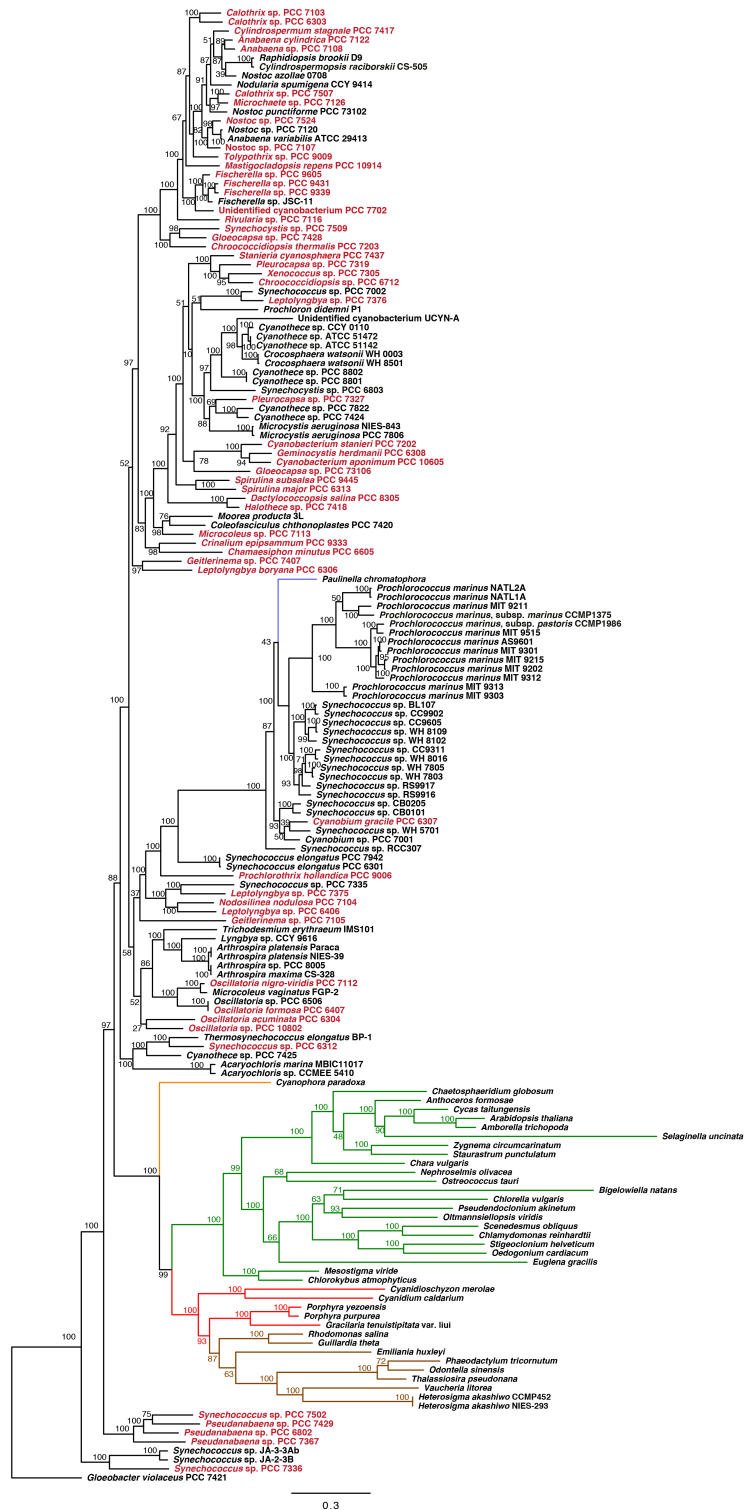 Calothrix sp. PCC 7103
Calothrix sp. PCC 6303
Cylindrospermum stagnale PCC 7417
Anabaena cylindrica PCC 7122
Anabaena sp. PCC 7108
Raphidiopsis brookii D9
Cylindrospermopsis raciborskii CS-505
Nostoc azollae 0708
Nodularia spumigena CCY 9414
Calothrix sp. PCC 7507
Microchaete sp. PCC 7126
Nostoc punctiforme PCC 73102
Nostoc sp. PCC 7524
Nostoc sp. PCC 7120
Anabaena variabilis ATCC 29413
Nostoc sp. PCC 7107
Tolypothrix sp. PCC 9009
Mastigocladopsis repens PCC 10914
Fischerella sp. PCC 9605
Fischerella sp. PCC 9431
Fischerella sp. PCC 9339
Fischerella sp. JSC-11
Unidentified cyanobacterium PCC 7702
Rivularia sp. PCC 7116
Synechocystis sp. PCC 7509
Gloeocapsa sp. PCC 7428
Chroococcidiopsis thermalis PCC 7203
Stanieria cyanosphaera PCC 7437
Pleurocapsa sp. PCC 7319
Xenococcus sp. PCC 7305
Chroococcidiopsis sp. PCC 6712
Synechococcus sp. PCC 7002
Leptolyngbya sp. PCC 7376
Prochloron didemni P1
Unidentified cyanobacterium UCYN-A
Cyanothece sp. CCY 0110
Cyanothece sp. ATCC 51472
Cyanothece sp. ATCC 51142
Crocosphaera watsonii WH 0003
Crocosphaera watsonii WH 8501
Cyanothece sp. PCC 8802
Cyanothece sp. PCC 8801
Synechocystis sp. PCC 6803
Pleurocapsa sp. PCC 7327
Cyanothece sp. PCC 7822
Cyanothece sp. PCC 7424
Microcystis aeruginosa NIES-843
Microcystis aeruginosa PCC 7806
Cyanobacterium stanieri PCC 7202
Geminocystis herdmanii PCC 6308
Cyanobacterium aponimum PCC 10605
Gloeocapsa sp. PCC 73106
Spirulina subsalsa PCC 9445
Spirulina major PCC 6313
Dactylococcopsis salina PCC 8305
Halothece sp. PCC 7418
Moorea producta 3L
Coleofasciculus chthonoplastes PCC 7420
Microcoleus sp. PCC 7113
Crinalium epipsammum PCC 9333
Chamaesiphon minutus PCC 6605
Geitlerinema sp. PCC 7407
Leptolyngbya boryana PCC 6306
Paulinella chromatophora
Prochlorococcus marinus NATL2A
Prochlorococcus marinus NATL1A
Prochlorococcus marinus MIT 9211
Prochlorococcus marinus, subsp. marinus CCMP1375
Prochlorococcus marinus, subsp. pastoris CCMP1986
Prochlorococcus marinus MIT 9515
Prochlorococcus marinus AS9601
Prochlorococcus marinus MIT 9301
Prochlorococcus marinus MIT 9215
Prochlorococcus marinus MIT 9202
Prochlorococcus marinus MIT 9312
Prochlorococcus marinus MIT 9313
Prochlorococcus marinus MIT 9303
Synechococcus sp. BL107
Synechococcus sp. CC9902
Synechococcus sp. CC9605
Synechococcus sp. WH 8109
Synechococcus sp. WH 8102
Synechococcus sp. CC9311
Synechococcus sp. WH 8016
Synechococcus sp. WH 7805
Synechococcus sp. WH 7803
Synechococcus sp. RS9917
Synechococcus sp. RS9916
Synechococcus sp. CB0205
Synechococcus sp. CB0101
Cyanobium gracile PCC 6307
Synechococcus sp. WH 5701
Cyanobium sp. PCC 7001
Synechococcus sp. RCC307
Synechococcus elongatus PCC 7942
Synechococcus elongatus PCC 6301
Prochlorothrix hollandica PCC 9006
Synechococcus sp. PCC 7335
Leptolyngbya sp. PCC 7375
Nodosilinea nodulosa PCC 7104
Leptolyngbya sp. PCC 6406
Geitlerinema sp. PCC 7105
Trichodesmium erythraeum IMS101
Lyngbya sp. CCY 9616
Arthrospira platensis Paraca
Arthrospira platensis NIES-39
Arthrospira sp. PCC 8005
Arthrospira maxima CS-328
Oscillatoria nigro-viridis PCC 7112
Microcoleus vaginatus FGP-2
Oscillatoria sp. PCC 6506
Oscillatoria formosa PCC 6407
Oscillatoria acuminata PCC 6304
Oscillatoria sp. PCC 10802
Thermosynechococcus elongatus BP-1
Synechococcus sp. PCC 6312
Cyanothece sp. PCC 7425
Acaryochloris marina MBIC11017
Acaryochloris sp. CCMEE 5410
Cyanophora paradoxa
Chaetosphaeridium globosum
Anthoceros formosae
Cycas taitungensis
Arabidopsis thaliana
Amborella trichopoda
Selaginella uncinata
Zygnema circumcarinatum
Staurastrum punctulatum
Chara vulgaris
Nephroselmis olivacea
Ostreococcus tauri
Bigelowiella natans
Chlorella vulgaris
Pseudendoclonium akinetum
Oltmannsiellopsis viridis
Scenedesmus obliquus
Chlamydomonas reinhardtii
Stigeoclonium helveticum
Oedogonium cardiacum
Euglena gracilis
Mesostigma viride
Chlorokybus atmophyticus
Cyanidioschyzon merolae
Cyanidium caldarium
Porphyra yezoensis
Porphyra purpurea
Gracilaria tenuistipitata var. liui
Rhodomonas salina
Guillardia theta
Emiliania huxleyi
Phaeodactylum tricornutum
Odontella sinensis
Thalassiosira pseudonana
Vaucheria litorea
Heterosigma akashiwo CCMP452
Heterosigma akashiwo NIES-293
Synechococcus sp. PCC 7502
Pseudanabaena sp. PCC 7429
Pseudanabaena sp. PCC 6802
Pseudanabaena sp. PCC 7367
Synechococcus sp. JA-3-3Ab
Synechococcus sp. JA-2-3B
Synechococcus sp. PCC 7336
Gloeobacter violaceus PCC 7421
0.3